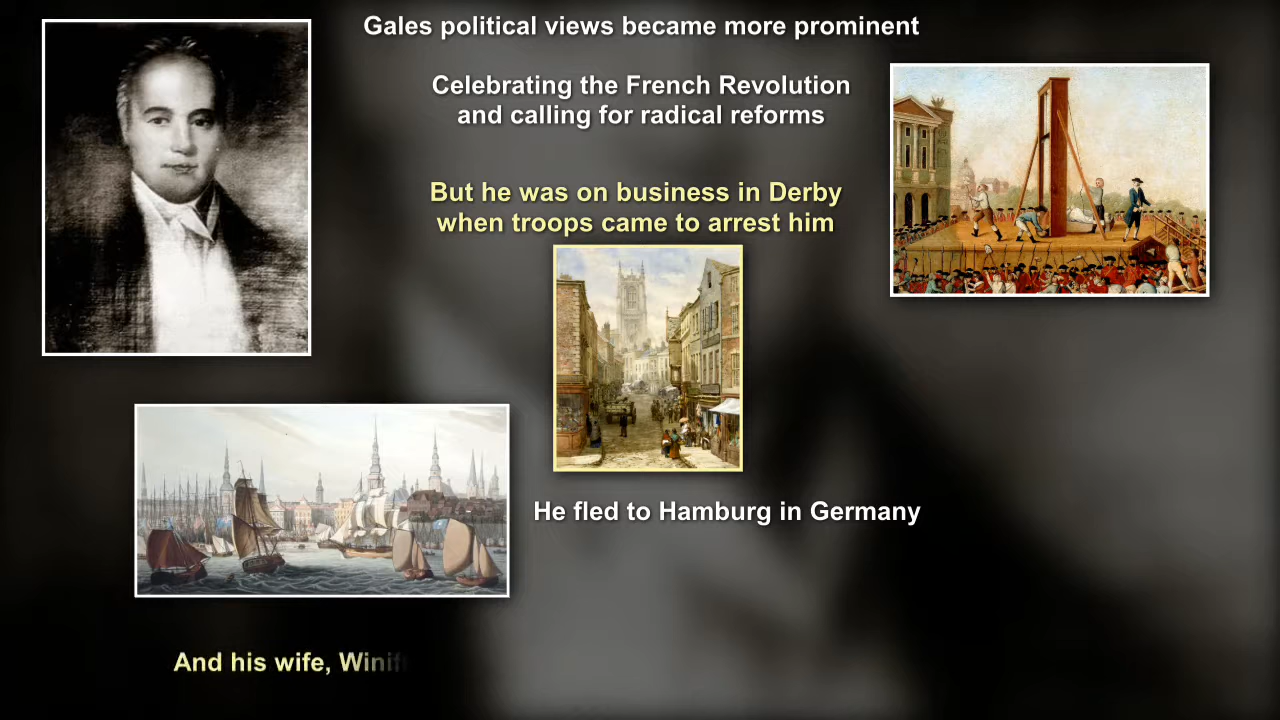 Gales political views became more prominent
Celebrating the French Revolution
and calling for radical reforms
But he was on business in Derby
when troops came to arrest him
He fled to Hamburg in Germany
And his wife,